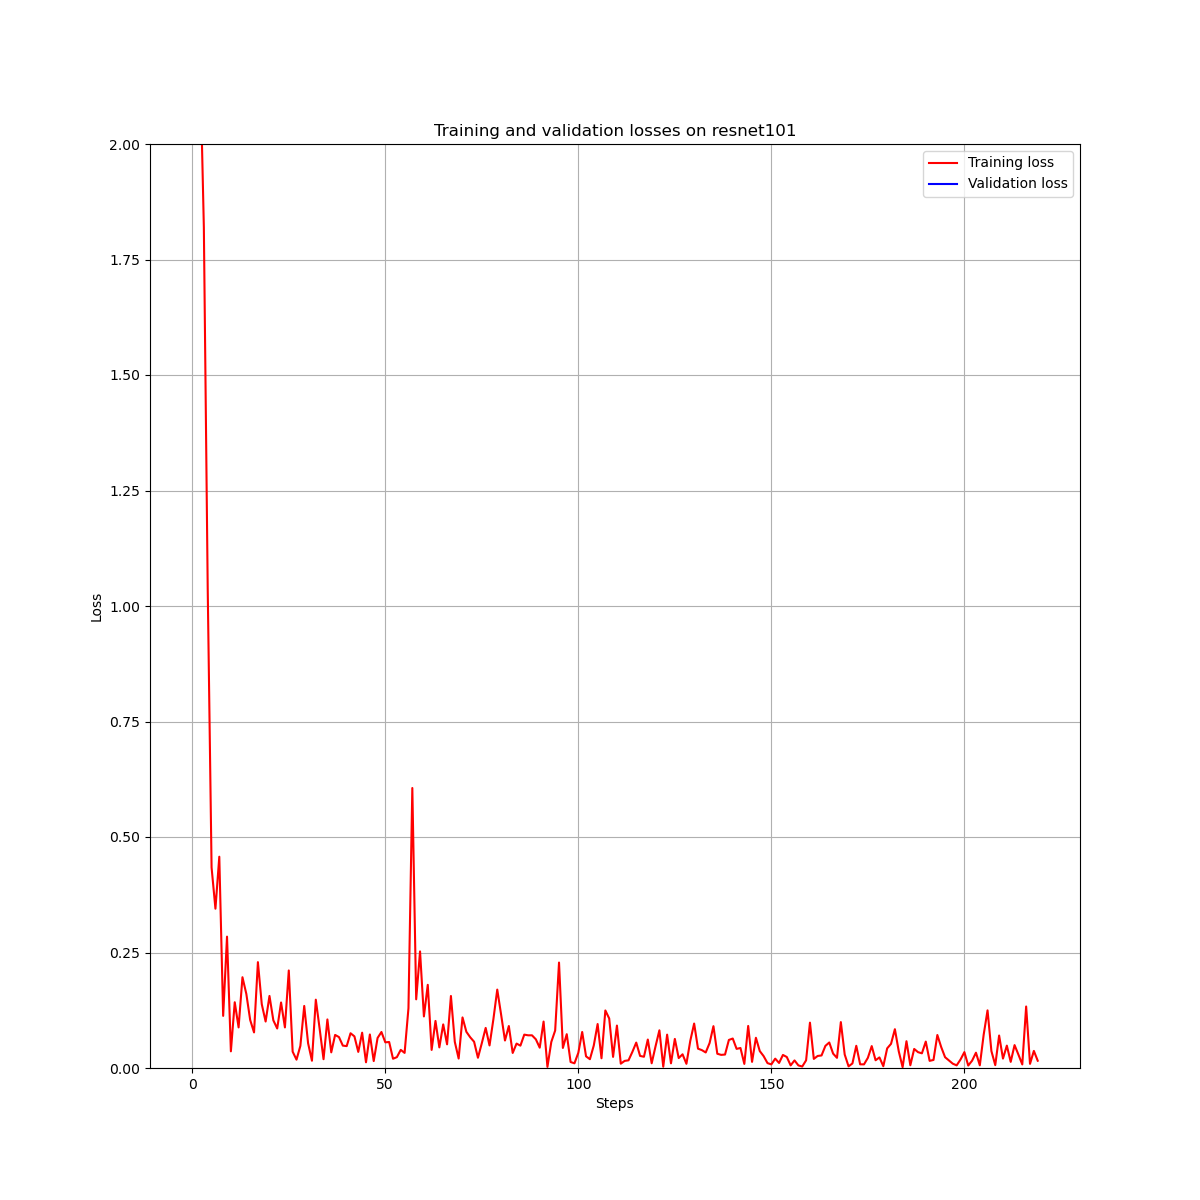 Training and validation losses on resnet101
Training loss
Validation loss
2.00
1.75
1.50
1.25
1.00
0.75
0.50
0.25
0.00
Loss
0
50
100
150
200
Steps